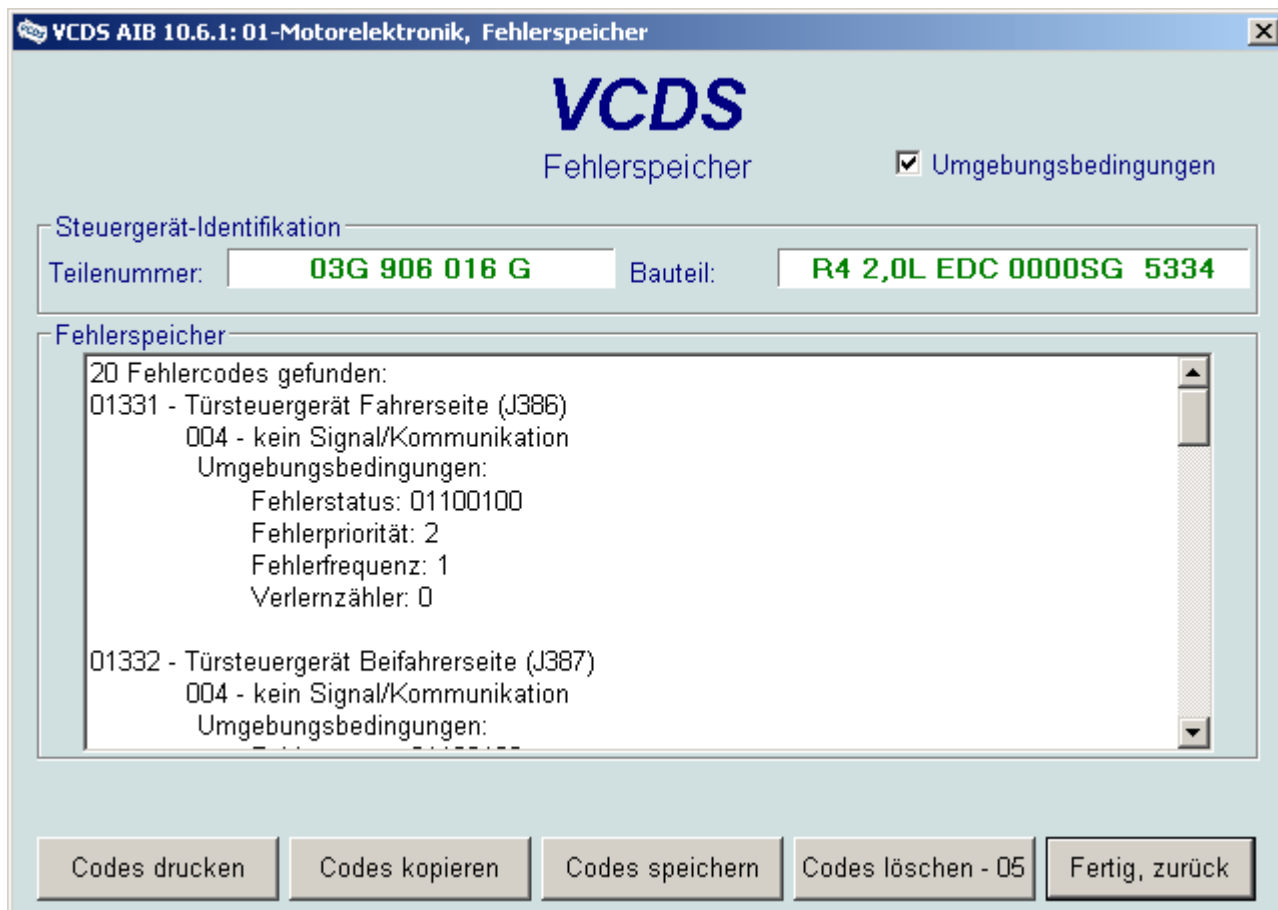 VCDS AIB 10.6.1: 01-Motorelektronik, Fehlerspeicher
VCDS
Fehlerspeicher
Umgebungsbedingungen
Steuergerät-Identifikation
Teilenummer: 03G 906 016 G Bauteil: R4 2,0L EDC 0000SG 5334
Fehlerspeicher
20 Fehlercodes gefunden:
01331 - Türsteuergerät Fahrerseite (J386)
004 - kein Signal/Kommunikation
Umgebungsbedingungen:
Fehlerstatus: 01100100
Fehlerpriorität: 2
Fehlerfrequenz: 1
Verlernzähler: 0
01332 - Türsteuergerät Beifahrerseite (J387)
004 - kein Signal/Kommunikation
Umgebungsbedingungen:
Codes drucken Codes kopieren Codes speichern Codes löschen - 05 Fertig, zurück